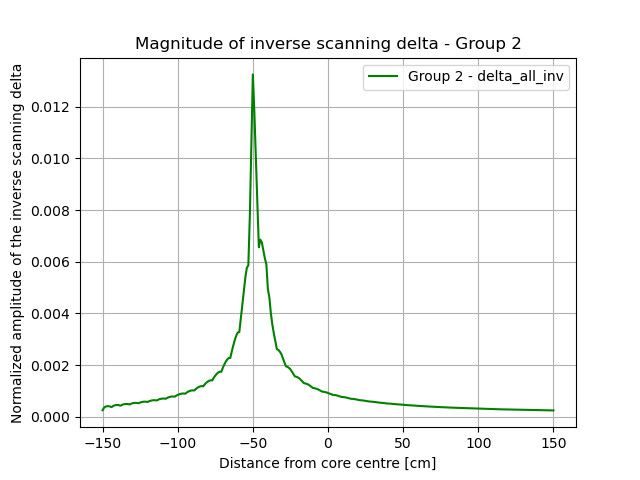 Magnitude of inverse scanning delta - Group 2
Group 2 - delta_all_inv
Normalized amplitude of the inverse scanning delta
0.012
0.010
0.008
0.006
0.004
0.002
0.000
−150 −100 −50 0 50 100 150
Distance from core centre [cm]